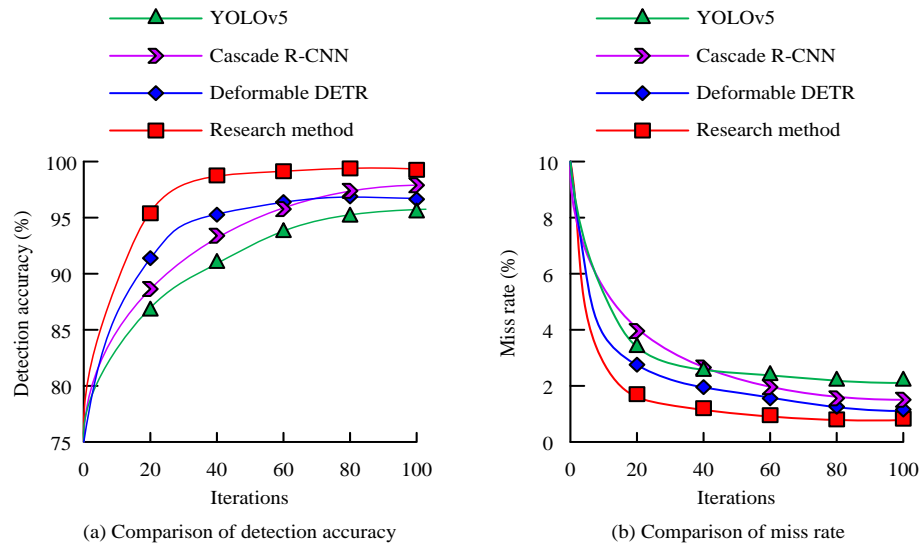 YOLOv5
Cascade R-CNN
Deformable DETR
Research method
100
95
90
85
80
75
0
20
40
60
80
100
Detection accuracy (%)
Iterations
(a) Comparison of detection accuracy
YOLOv5
Cascade R-CNN
Deformable DETR
Research method
10
8
6
4
2
0
0
20
40
60
80
100
Miss rate (%)
Iterations
(b) Comparison of miss rate